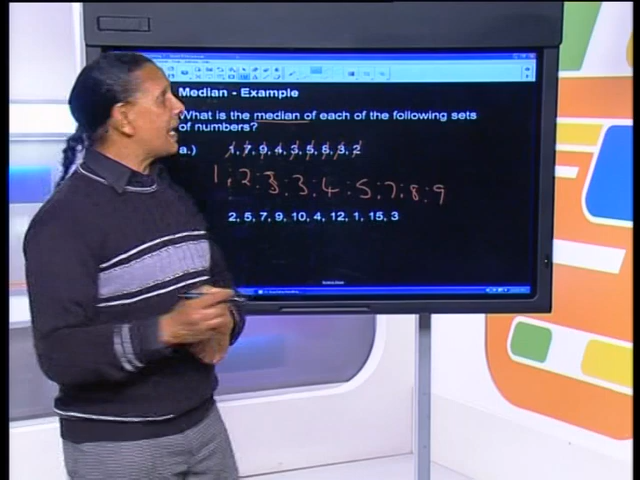 Median - Example
What is the median of each of the following sets
of numbers?
a.) 1, 7, 9, 4, 3, 5, 8, 3, 2
1; 2; 3; 3; 4; 5; 7; 8; 9
2, 5, 7, 9, 10, 4, 12, 1, 15, 3